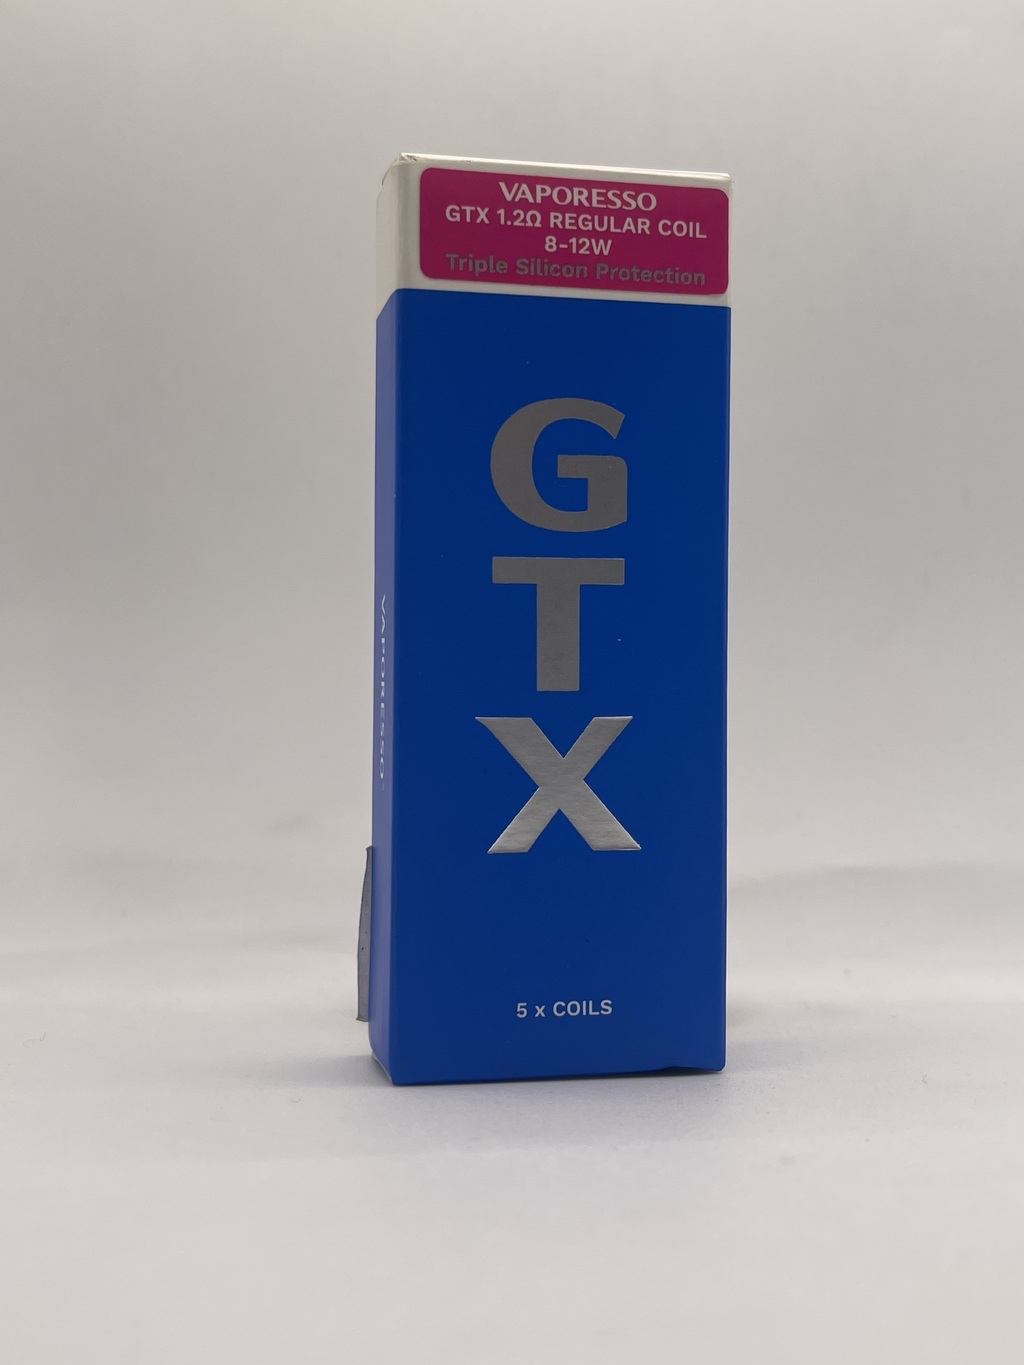 VAPORESSO
GTX 1.2Ω REGULAR COIL
8-12W
Triple Silicon Protection
G
T
X
5 x COILS
VAPORESSO